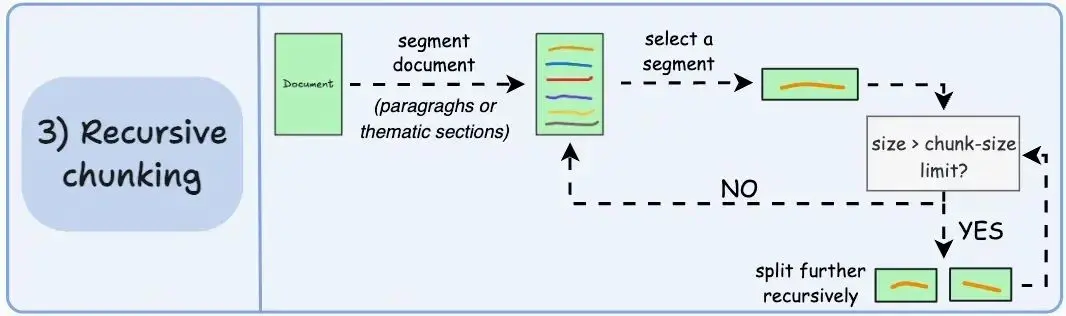 3) Recursive
chunking
Document
segment
document
(paragraghs or
thematic sections)
select a
segment
size > chunk-size
limit?
NO
YES
split further
recursively